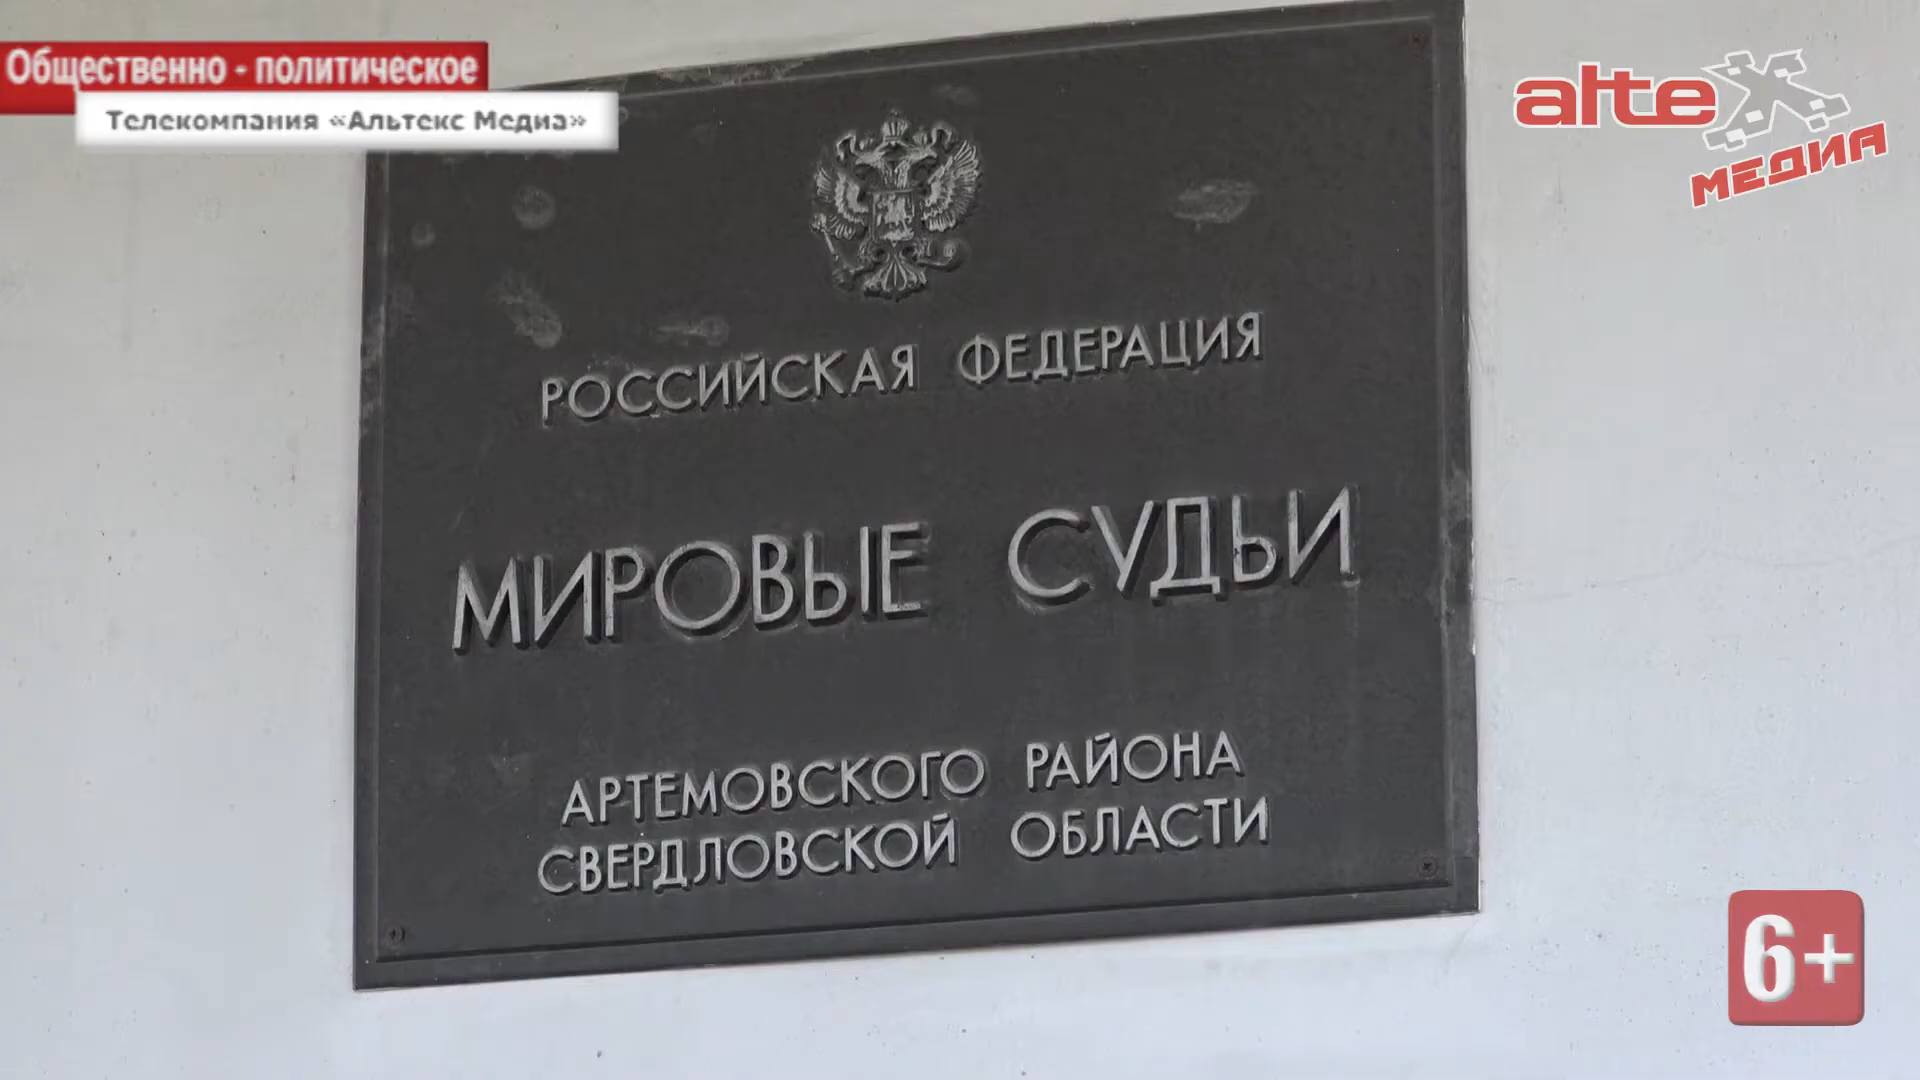 Общественно - политическое
Телекомпания «Альтекс Медиа»
alteX
МЕДИА
РОССИЙСКАЯ ФЕДЕРАЦИЯ
МИРОВЫЕ СУДЬИ
АРТЕМОВСКОГО РАЙОНА
СВЕРДЛОВСКОЙ ОБЛАСТИ
6+